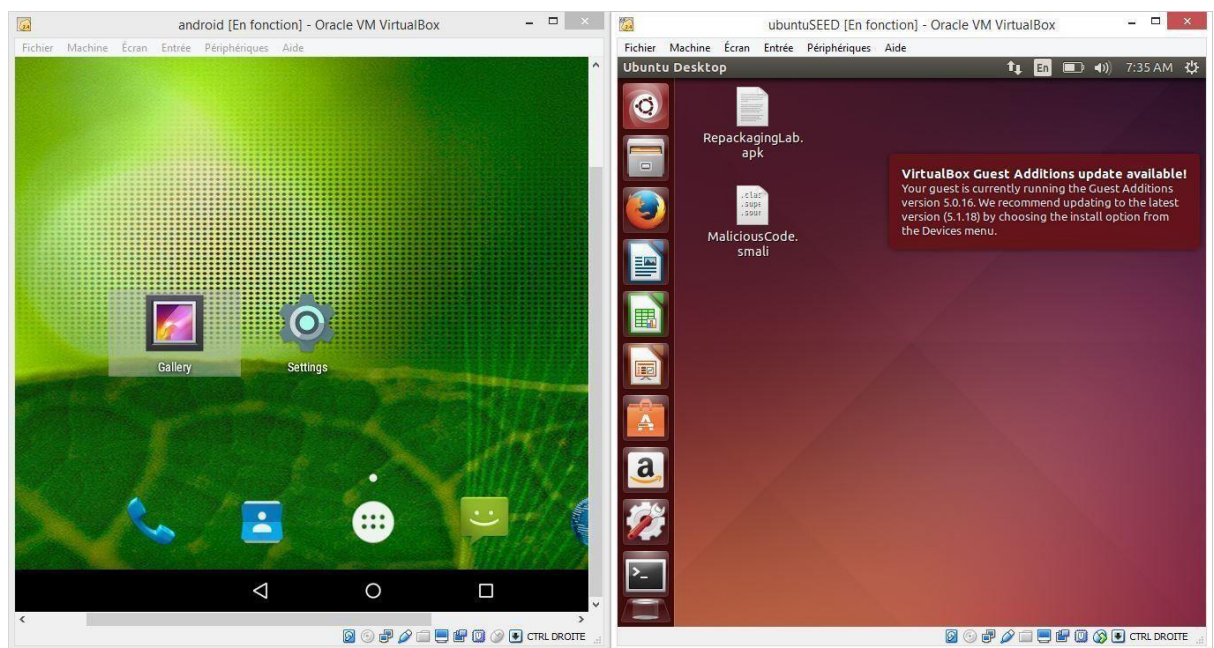 android [En fonction] - Oracle VM VirtualBox
Fichier Machine Écran Entrée Périphériques Aide
Gallery
Settings
CTRL DROITE
ubuntuSEED [En fonction] - Oracle VM VirtualBox
Fichier Machine Écran Entrée Périphériques Aide
Ubuntu Desktop
En
7:35 AM
RepackagingLab.
apk
VirtualBox Guest Additions update available!
Your guest is currently running the Guest Additions
version 5.0.16. We recommend updating to the latest
version (5.1.18) by choosing the install option from
the Devices menu.
.clas
.supe
.sour
MaliciousCode.
smali
CTRL DROITE